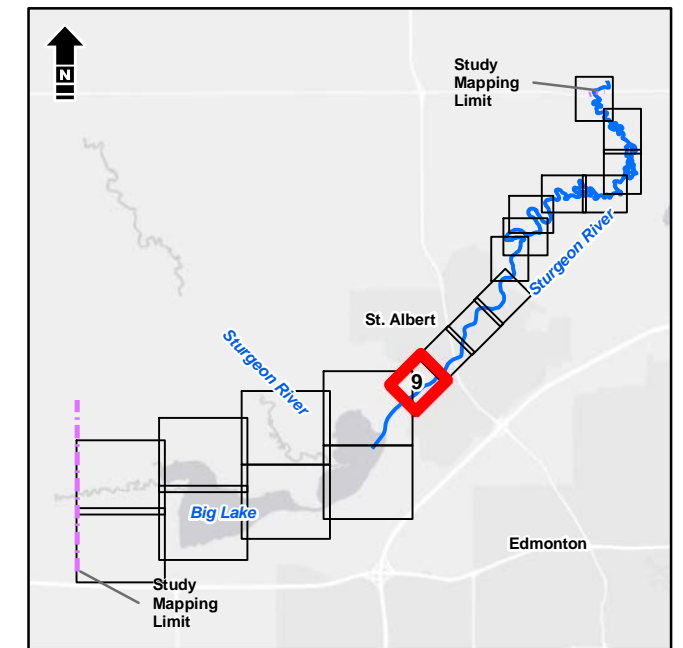 N
Study
Mapping
Limit
Sturgeon River
St. Albert
Sturgeon River
9
Big Lake
Edmonton
Study
Mapping
Limit